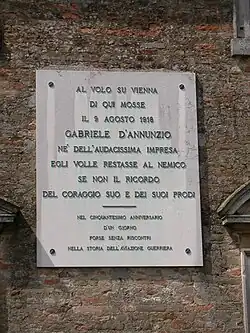 AL VOLO SU VIENNA
DI QUI MOSSE
IL 9 AGOSTO 1918
GABRIELE D'ANNUNZIO
NE' DELL'AUDACISSIMA IMPRESA
EGLI VOLLE RESTASSE AL NEMICO
SE NON IL RICORDO
DEL CORAGGIO SUO E DEI SUOI PRODI
NEL CINQUANTESIMO ANNIVERSARIO
D'UN GIORNO
FORSE SENZA RISCONTRI
NELLA STORIA DELL'AVIAZIONE GUERRIERA